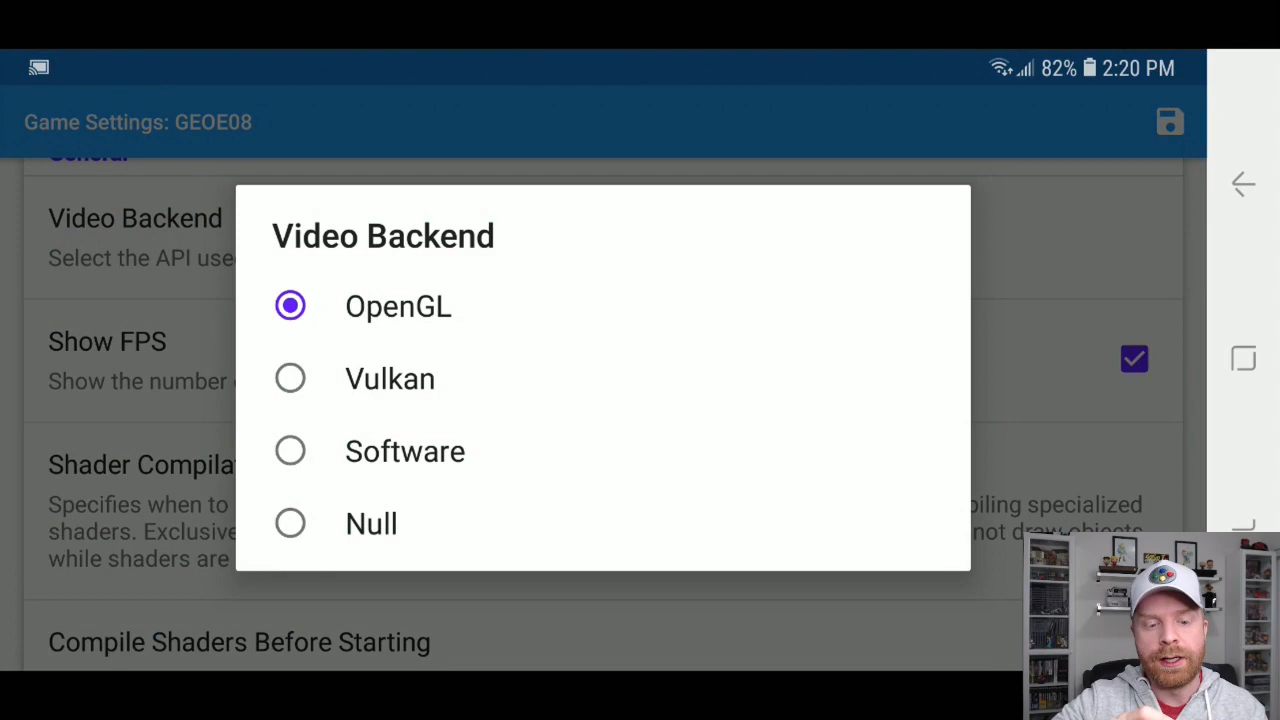 82% 2:20 PM
Game Settings: GEOE08
General
Video Backend
Select the API use
Video Backend
OpenGL
Vulkan
Software
Null
Show FPS
Show the number
Shader Compila
Specifies when to
piling specialized
shaders. Exclusive
not draw objects
while shaders are
Compile Shaders Before Starting